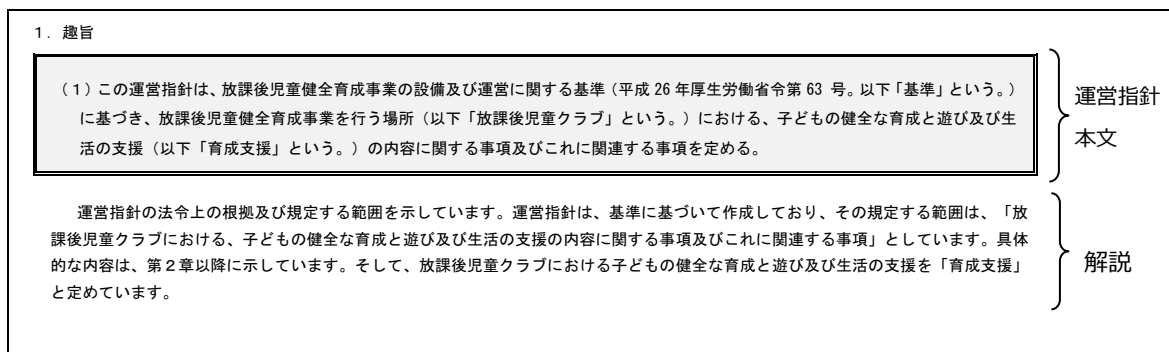 1．趣旨
（１）この運営指針は、放課後児童健全育成事業の設備及び運営に関する基準（平成 26 年厚生労働省令第 63 号。以下「基準」という。）
に基づき、放課後児童健全育成事業を行う場所（以下「放課後児童クラブ」という。）における、子どもの健全な育成と遊び及び生
活の支援（以下「育成支援」という。）の内容に関する事項及びこれに関連する事項を定める。
運営指針
本文
運営指針の法令上の根拠及び規定する範囲を示しています。運営指針は、基準に基づいて作成しており、その規定する範囲は、「放
課後児童クラブにおける、子どもの健全な育成と遊び及び生活の支援の内容に関する事項及びこれに関連する事項」としています。具体
的な内容は、第２章以降に示しています。そして、放課後児童クラブにおける子どもの健全な育成と遊び及び生活の支援を「育成支援」
と定めています。
解説